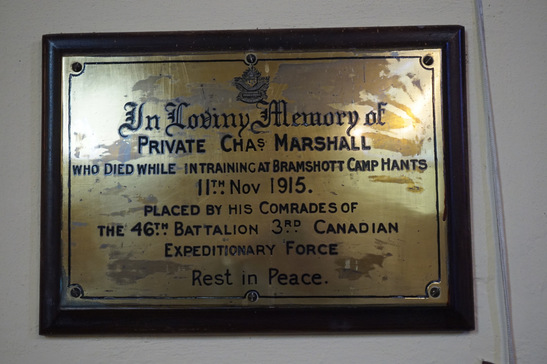 In Loving Memory of
PRIVATE CHAS MARSHALL
WHO DIED WHILE IN TRAINING AT BRAMSHOTT CAMP HANTS
11TH NOV 1915.
PLACED BY HIS COMRADES OF
THE 46TH BATTALION 3RD CANADIAN
EXPEDITIONARY FORCE
REST IN PEACE.